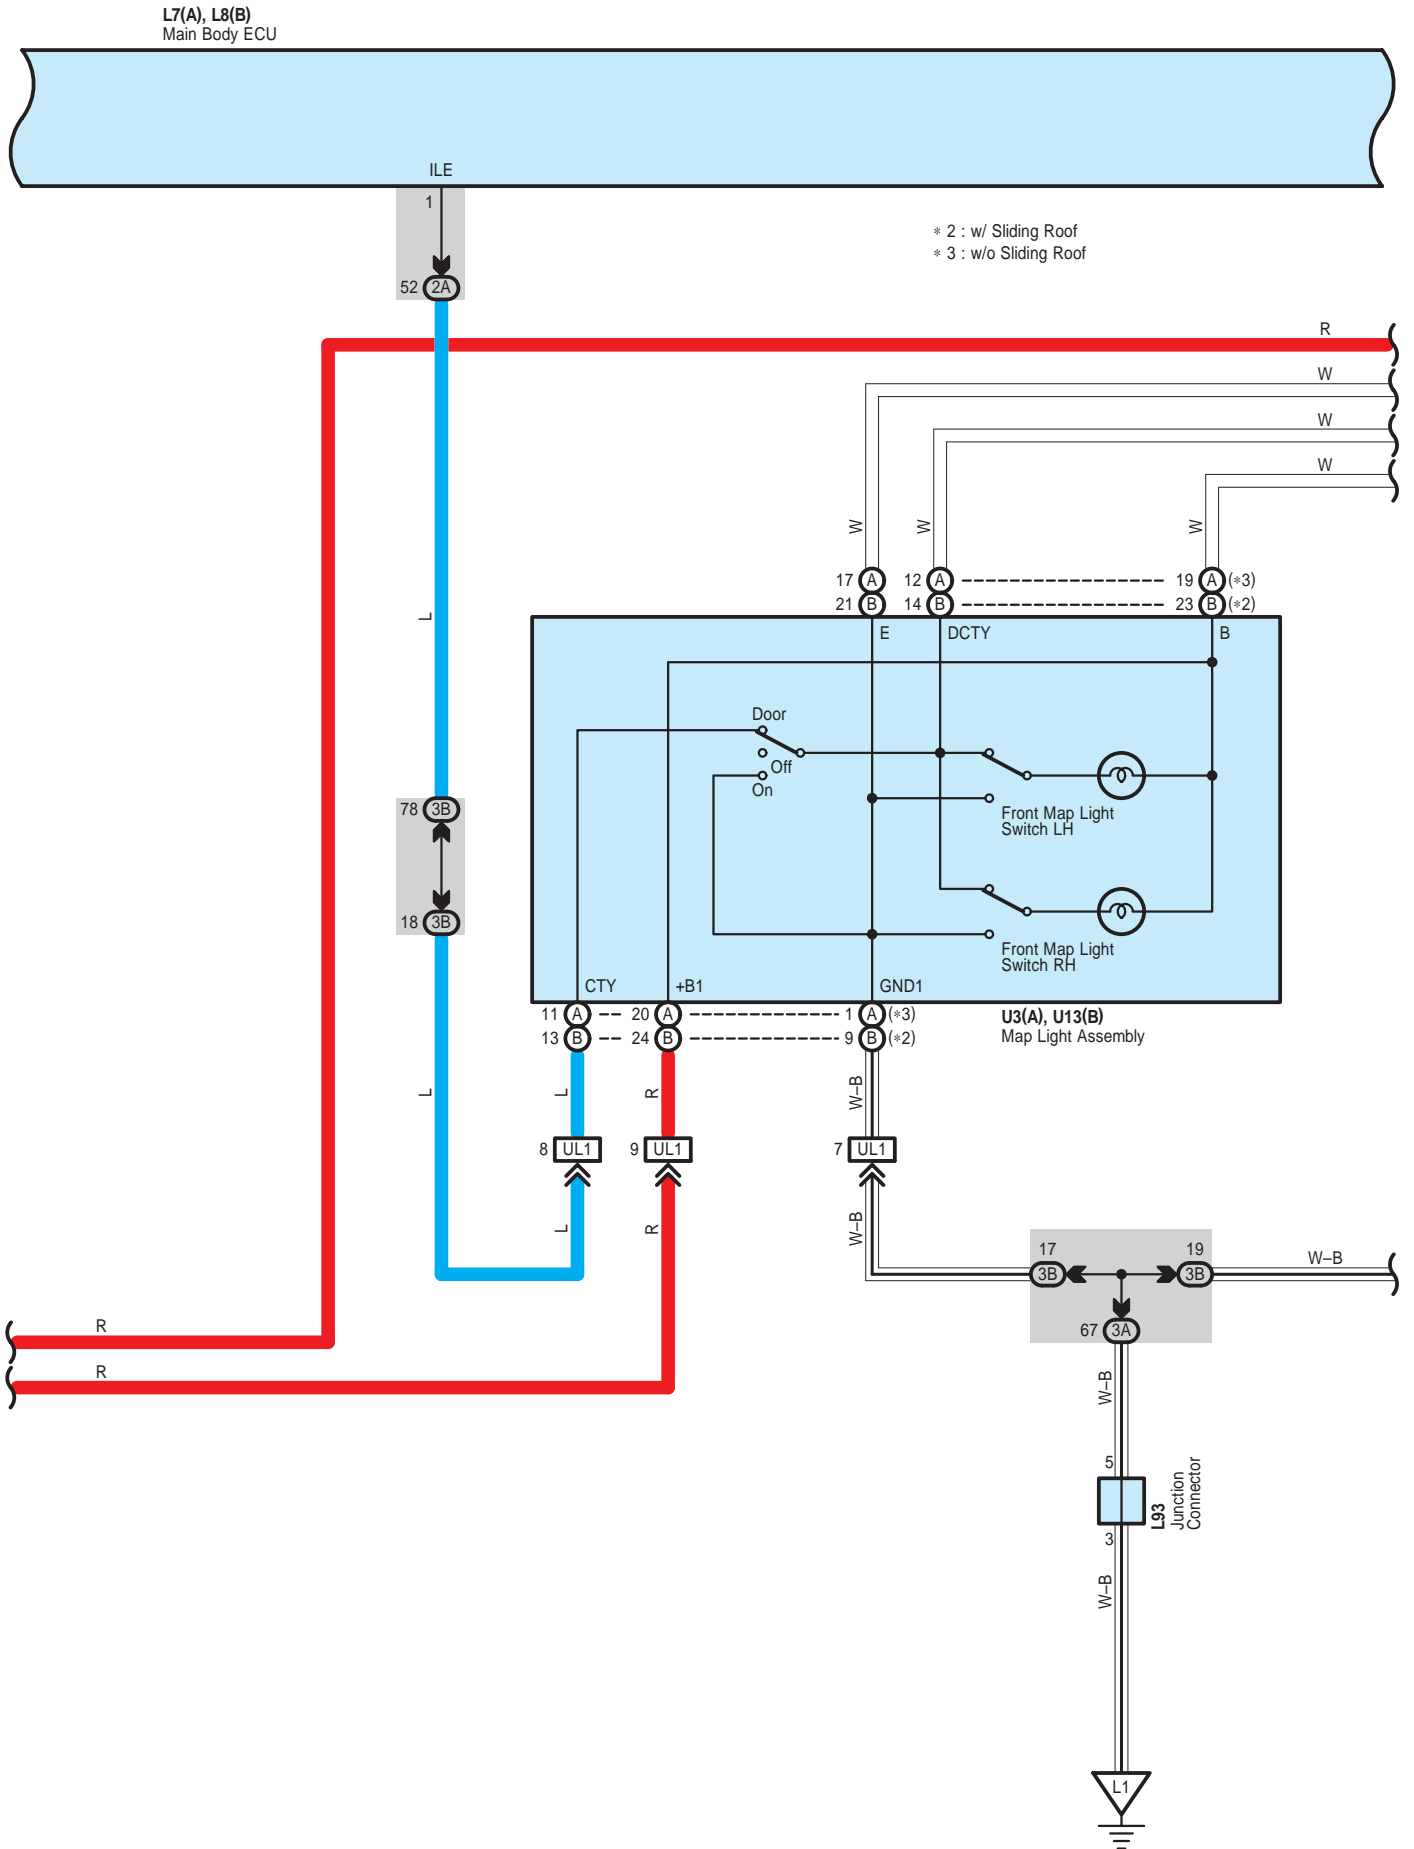 L7(A), L8(B)
Main Body ECU
ILE
1
52 2A
* 2 : w/ Sliding Roof
* 3 : w/o Sliding Roof
R
W
W
W
W
W
W
17 A 12 A 19 A (*3)
21 B 14 B 23 B (*2)
E DCTY B
L
Door
Off
On
Front Map Light
Switch LH
78 3B
18 3B
Front Map Light
Switch RH
CTY +B1 GND1
11 A 20 A 1 A (*3)
13 B 24 B 9 B (*2)
U3(A), U13(B)
Map Light Assembly
L
L
R
W–B
8 UL1 9 UL1 7 UL1
L
R
W–B
17 19
3B 3B
W–B
67 3A
R
R
W–B
5
L93
Junction
Connector
3
W–B
L1